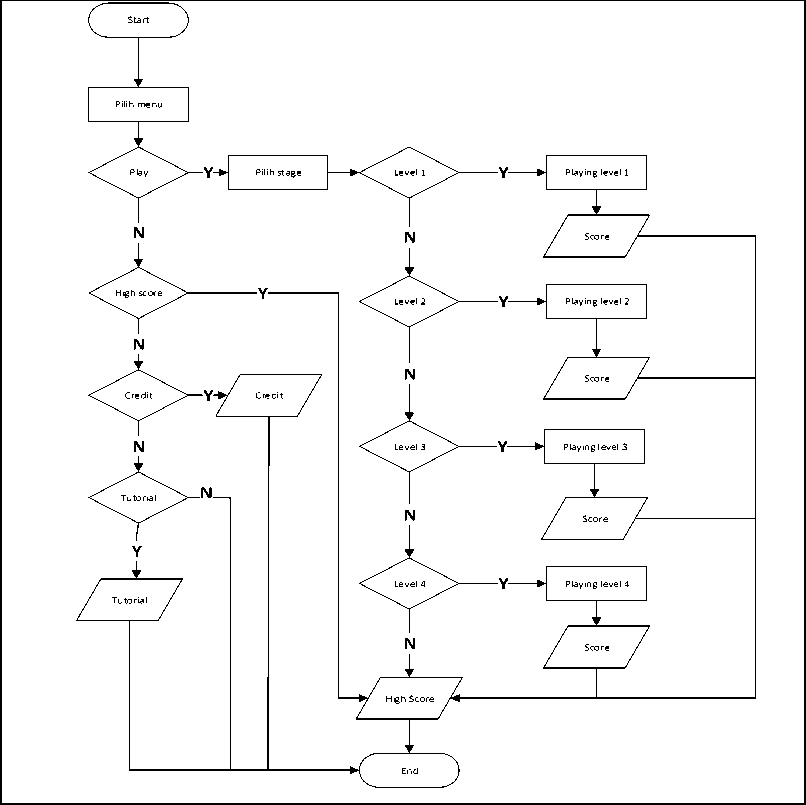 Start
Pilih menu
Play
Y
Pilih stage
Level 1
Y
Playing level 1
Score
N
N
High score
Y
Level 2
Y
Playing level 2
N
N
Score
Credit
Y
Credit
N
Level 3
Y
Playing level 3
Tutorial
N
N
Score
Y
Level 4
Y
Playing level 4
Tutorial
N
Score
High Score
End